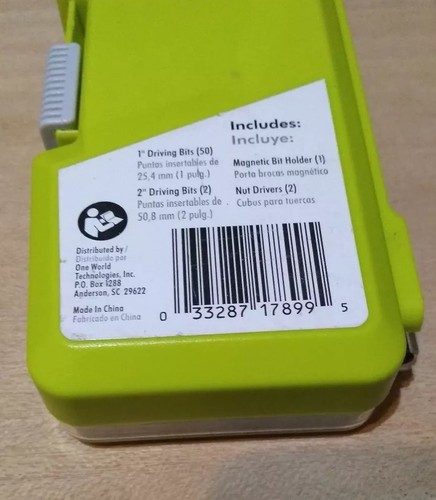 Includes:
Incluye:
1" Driving Bits (50)
Puntas insertables de
25,4 mm (1 pulg.)
2" Driving Bits (2)
Puntas insertables de
50,8 mm (2 pulg.)
Magnetic Bit Holder (1)
Porta brocas magnético
Nut Drivers (2)
Cubos para tuercas
Distributed by /
Distribuido por
One World
Technologies, Inc.
P.O. Box 1288
Anderson, SC 29622
Made In China
Fabricado en China
0 33287 17899 5